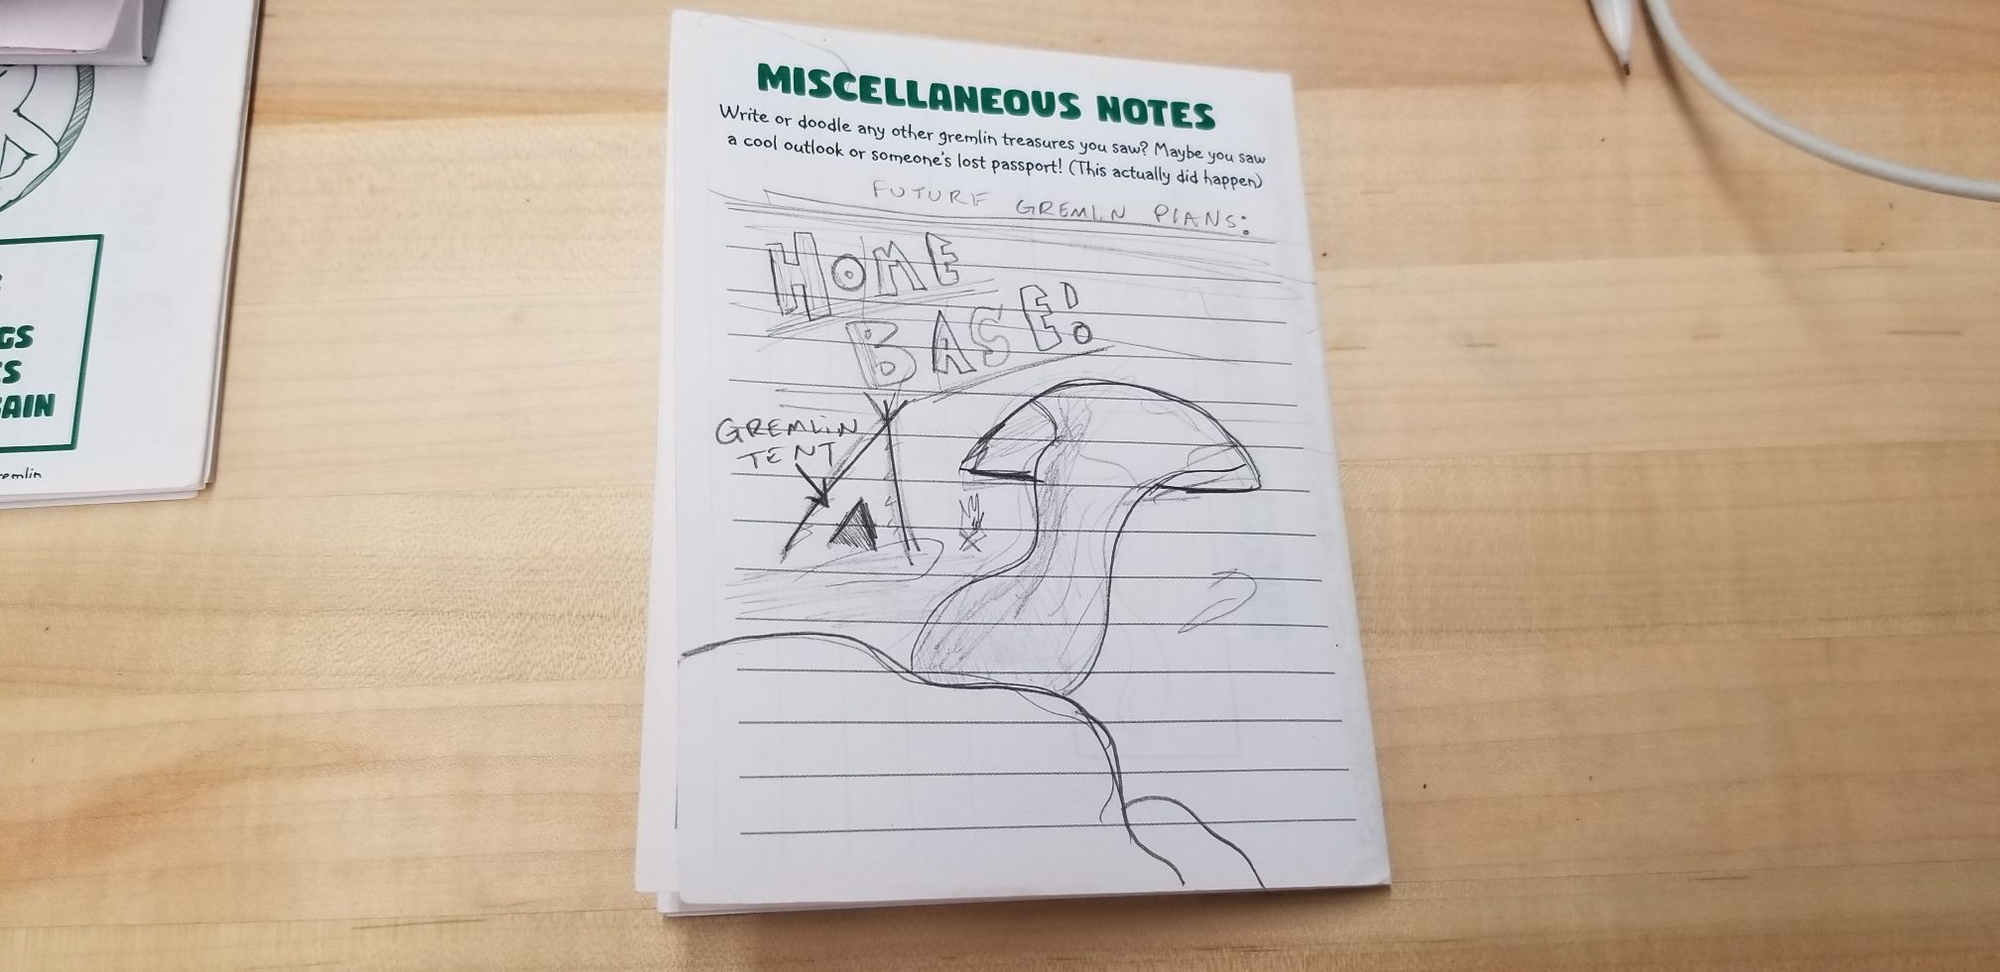 MISCELLANEOUS NOTES
Write or doodle any other gremlin treasures you saw? Maybe you saw
a cool outlook or someone's lost passport! (This actually did happen)
FUTURE GREMLIN PLANS:
HOME
BASE!
GREMLIN
TENT
GS
S
AIN
emlin